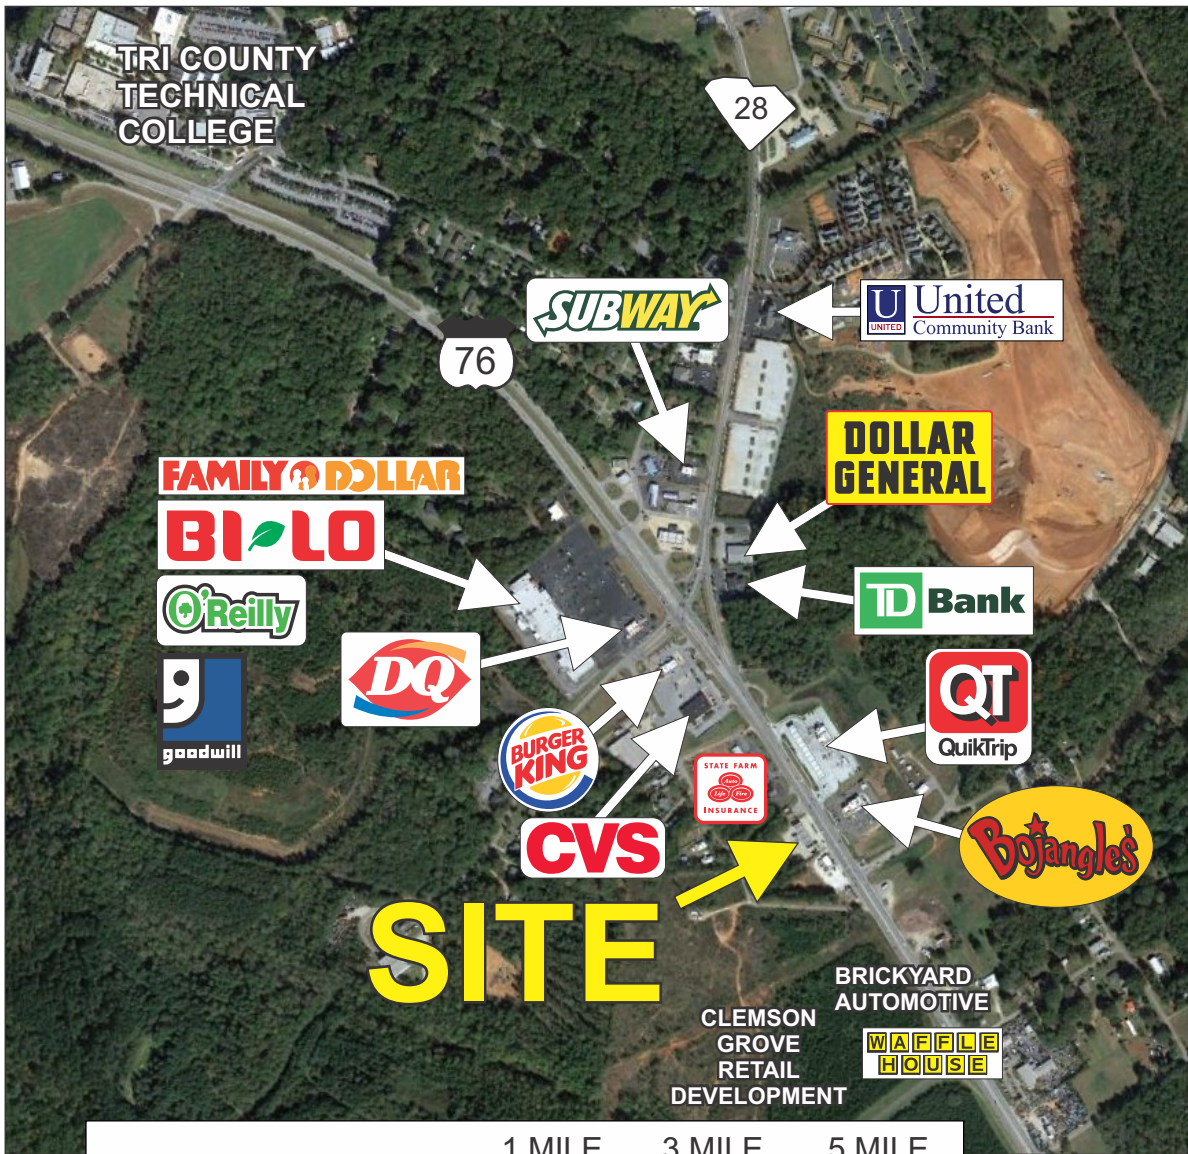 TRI COUNTY
TECHNICAL
COLLEGE
28
SUBWAY
U
UNITED
United
Community Bank
76
DOLLAR
GENERAL
FAMILY DOLLAR
BI LO
O'Reilly
TD Bank
DQ
goodwill
QT
QuikTrip
BURGER
KING
STATE FARM
Auto
Life Fire
INSURANCE
CVS
Bojangles'
SITE
BRICKYARD
AUTOMOTIVE
CLEMSON
GROVE
RETAIL
DEVELOPMENT
WAFFLE
HOUSE
1 MILE 3 MILE 5 MILE